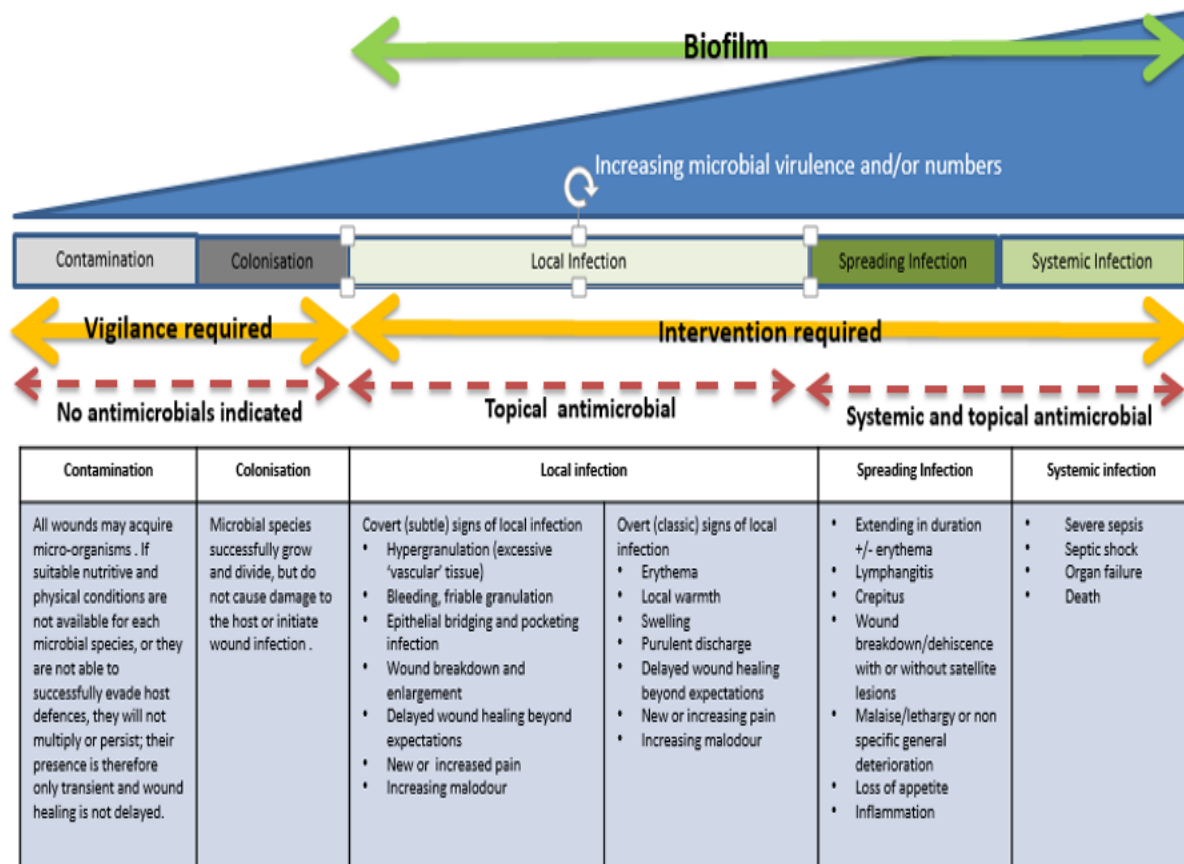 Biofilm
Increasing microbial virulence and/or numbers
Contamination
Colonisation
Local Infection
Spreading Infection
Systemic Infection
Vigilance required
Intervention required
No antimicrobials indicated
Topical antimicrobial
Systemic and topical antimicrobial
Contamination
Colonisation
Local infection
Spreading Infection
Systemic infection
All wounds may acquire
micro-organisms . If
suitable nutritive and
physical conditions are
not available for each
microbial species, or they
are not able to
successfully evade host
defences, they will not
multiply or persist; their
presence is therefore
only transient and wound
healing is not delayed.
Microbial species
successfully grow
and divide, but do
not cause damage to
the host or initiate
wound infection .
Covert (subtle) signs of local infection
• Hypergranulation (excessive
'vascular' tissue)
• Bleeding, friable granulation
• Epithelial bridging and pocketing
infection
• Wound breakdown and
enlargement
• Delayed wound healing beyond
expectations
• New or increased pain
• Increasing malodour
Overt (classic) signs of local
infection
• Erythema
• Local warmth
• Swelling
• Purulent discharge
• Delayed wound healing
beyond expectations
• New or increasing pain
• Increasing malodour
• Extending in duration
+/- erythema
• Lymphangitis
• Crepitus
• Wound
breakdown/dehiscence
with or without satellite
lesions
• Malaise/lethargy or non
specific general
deterioration
• Loss of appetite
• Inflammation
• Severe sepsis
• Septic shock
• Organ failure
• Death